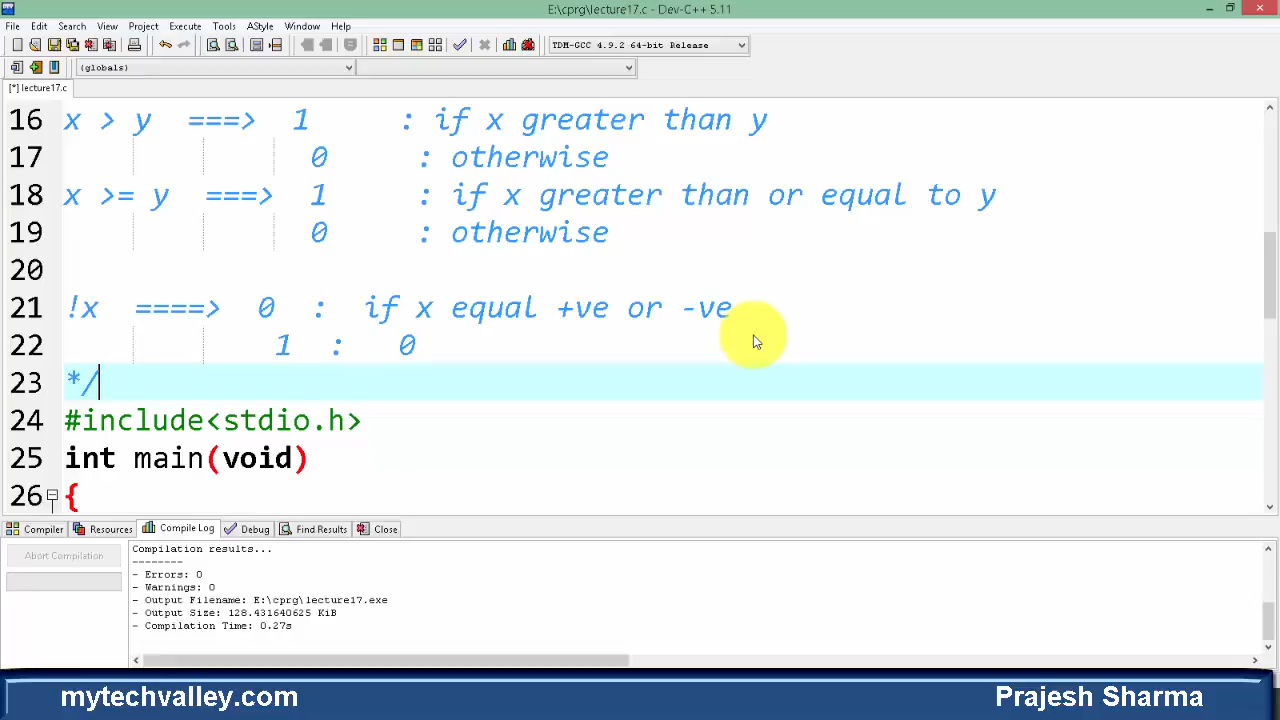 E:\cprg\lecture17.c - Dev-C++ 5.11
File Edit Search View Project Execute Tools AStyle Window Help
TDM-GCC 4.9.2 64-bit Release
(globals)
[*] lecture17.c
16 x > y ===> 1 : if x greater than y
17 0 : otherwise
18 x >= y ===> 1 : if x greater than or equal to y
19 0 : otherwise
20
21 !x ====> 0 : if x equal +ve or -ve
22 1 : 0
23 */
24 #include<stdio.h>
25 int main(void)
26 {
Compiler Resources Compile Log Debug Find Results Close
Abort Compilation
Compilation results...
--------
- Errors: 0
- Warnings: 0
- Output Filename: E:\cprg\lecture17.exe
- Output Size: 128.431640625 KiB
- Compilation Time: 0.27s
mytechvalley.com Prajesh Sharma